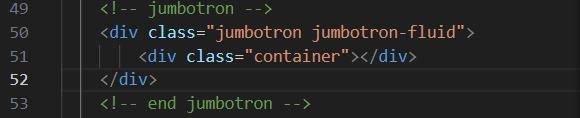 49 <!-- jumbotron -->
50 <div class="jumbotron jumbotron-fluid">
51 <div class="container"></div>
52 </div>
53 <!-- end jumbotron -->